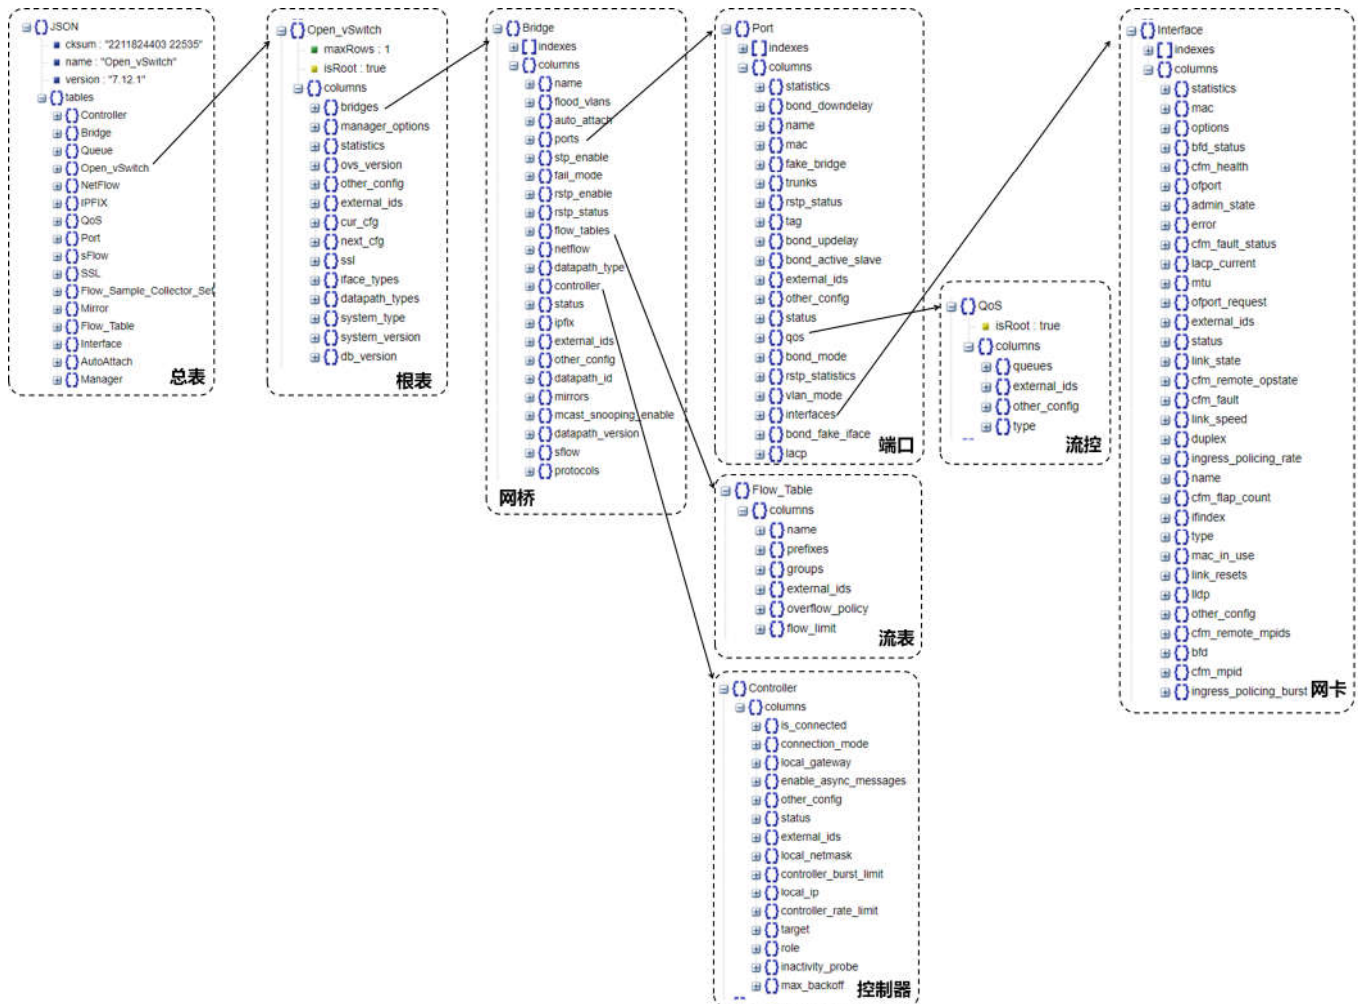 JSON
cksum : "2211824403 22535"
name : "Open_vSwitch"
version : "7.12.1"
tables
Controller
Bridge
Queue
Open_vSwitch
NetFlow
IPFIX
QoS
Port
sFlow
SSL
Flow_Sample_Collector_Set
Mirror
Flow_Table
Interface
AutoAttach
Manager
总表
Open_vSwitch
maxRows : 1
isRoot : true
columns
bridges
manager_options
statistics
ovs_version
other_config
external_ids
cur_cfg
next_cfg
ssl
iface_types
datapath_types
system_type
system_version
db_version
根表
Bridge
indexes
columns
name
flood_vlans
auto_attach
ports
stp_enable
fail_mode
rstp_enable
rstp_status
flow_tables
netflow
datapath_type
controller
status
ipfix
external_ids
other_config
datapath_id
mirrors
mcast_snooping_enable
datapath_version
sflow
protocols
网桥
Port
indexes
columns
statistics
bond_downdelay
name
mac
fake_bridge
trunks
rstp_status
tag
bond_updelay
bond_active_slave
external_ids
other_config
status
qos
bond_mode
rstp_statistics
vlan_mode
interfaces
bond_fake_iface
lacp
端口
QoS
isRoot : true
columns
queues
external_ids
other_config
type
流控
Flow_Table
columns
name
prefixes
groups
external_ids
overflow_policy
flow_limit
流表
Controller
columns
is_connected
connection_mode
local_gateway
enable_async_messages
other_config
status
external_ids
local_netmask
controller_burst_limit
local_ip
controller_rate_limit
target
role
inactivity_probe
max_backoff
控制器
Interface
indexes
columns
statistics
mac
options
bfd_status
cfm_health
ofport
admin_state
error
cfm_fault_status
lacp_current
mtu
ofport_request
external_ids
status
link_state
cfm_remote_opstate
cfm_fault
link_speed
duplex
ingress_policing_rate
name
cfm_flap_count
ifindex
type
mac_in_use
link_resets
lldp
other_config
cfm_remote_mpids
bfd
cfm_mpid
ingress_policing_burst
网卡